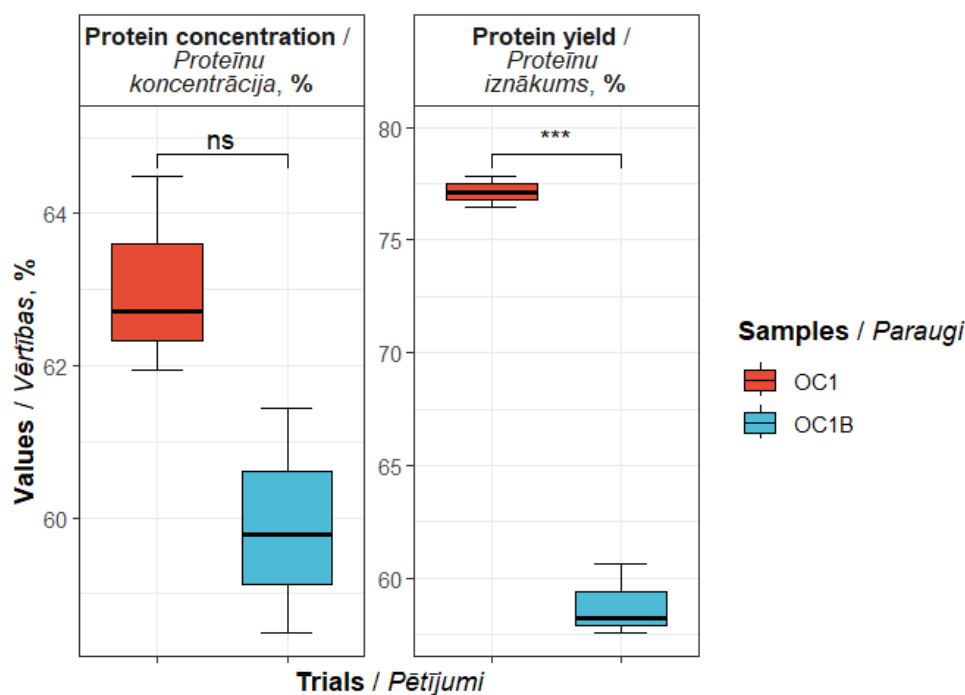 Protein concentration /
Proteīnu
koncentrācija, %
Protein yield /
Proteīnu
iznākums, %
ns
***
64
62
60
80
75
70
65
60
Values / Vērtības, %
Trials / Pētījumi
Samples / Paraugi
OC1
OC1B